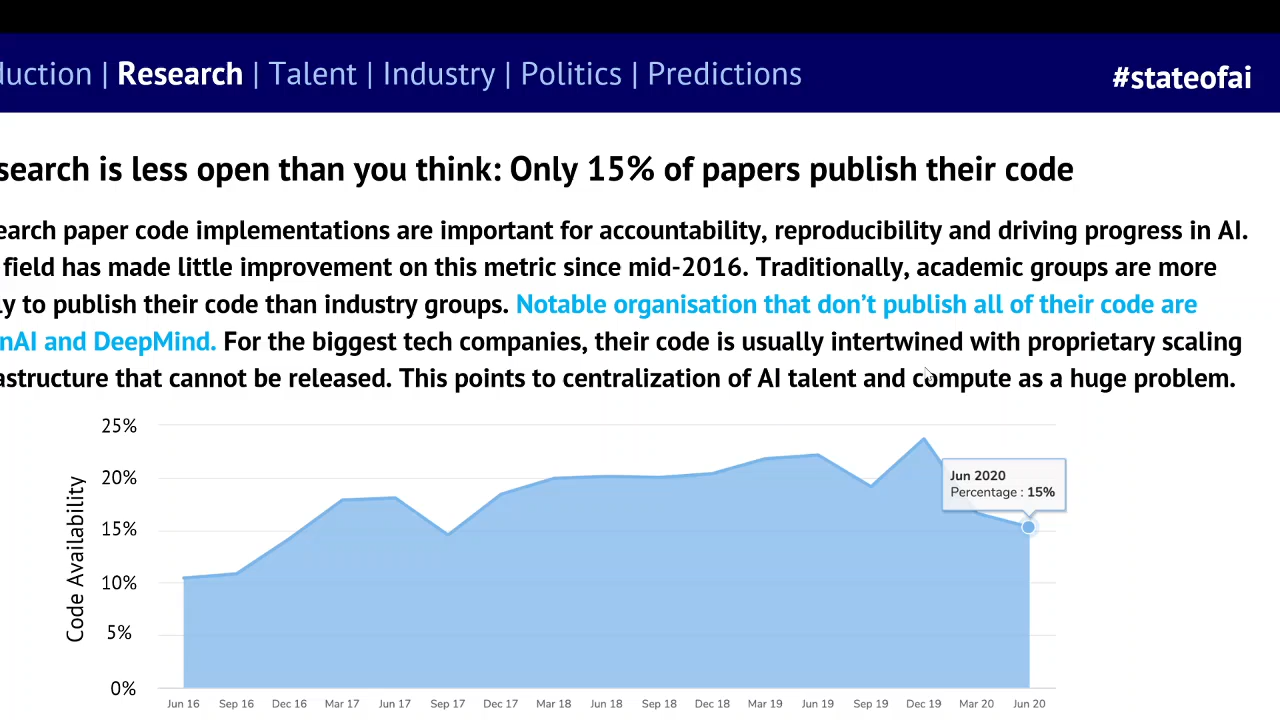 duction | Research | Talent | Industry | Politics | Predictions
#stateofai
search is less open than you think: Only 15% of papers publish their code
earch paper code implementations are important for accountability, reproducibility and driving progress in AI.
field has made little improvement on this metric since mid-2016. Traditionally, academic groups are more
ly to publish their code than industry groups. Notable organisation that don't publish all of their code are
nAI and DeepMind. For the biggest tech companies, their code is usually intertwined with proprietary scaling
astructure that cannot be released. This points to centralization of AI talent and compute as a huge problem.
Code Availability
25%
20%
15%
10%
5%
0%
Jun 2020
Percentage : 15%
Jun 16 Sep 16 Dec 16 Mar 17 Jun 17 Sep 17 Dec 17 Mar 18 Jun 18 Sep 18 Dec 18 Mar 19 Jun 19 Sep 19 Dec 19 Mar 20 Jun 20